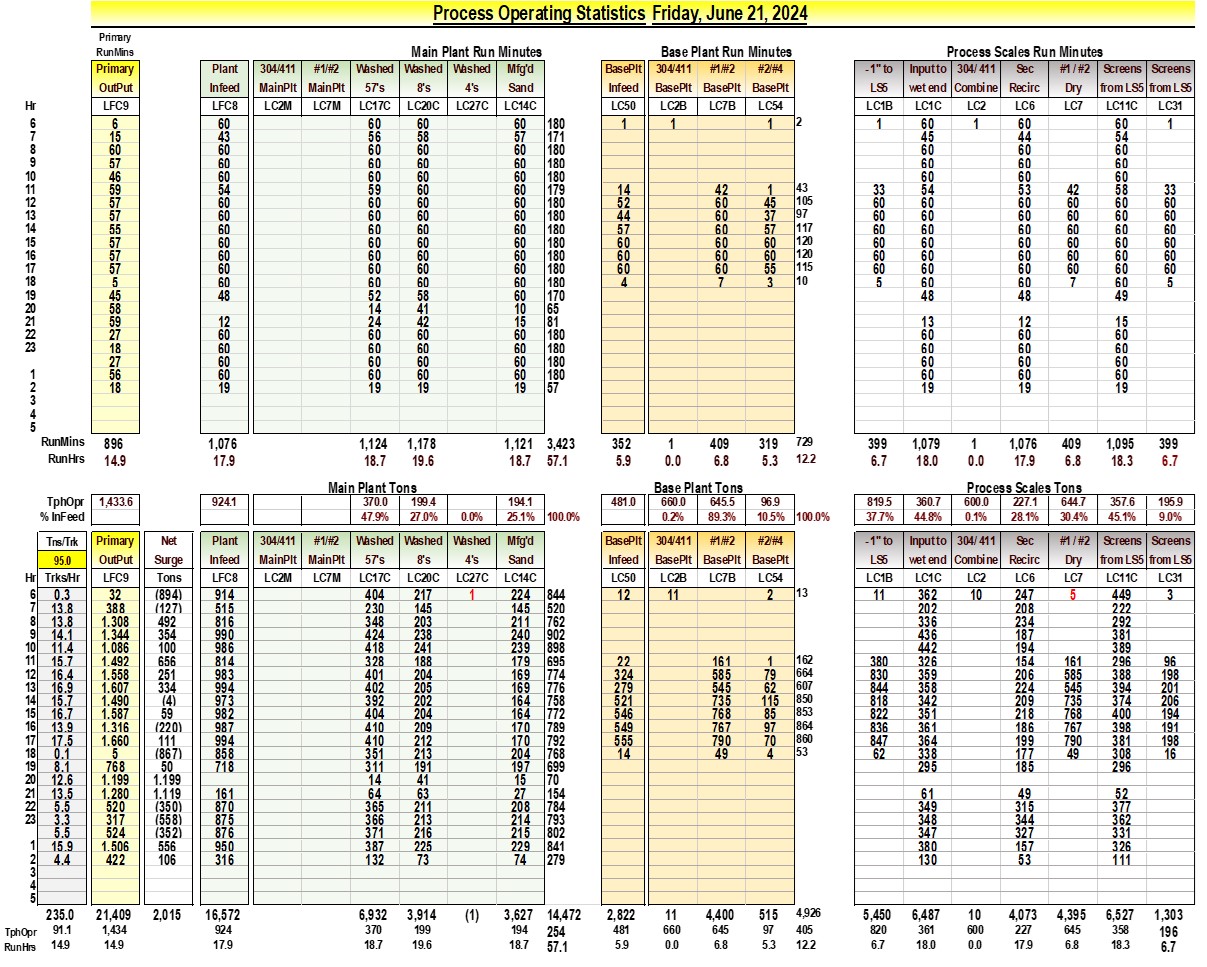 Process Operating Statistics Friday, June 21, 2024
Primary
RunMins Main Plant Run Minutes Base Plant Run Minutes Process Scales Run Minutes
Primary Plant 304/411 #1/#2 Washed Washed Washed Mfg'd BasePlt 304/411 #1/#2 #2/#4 -1" to Input to 304/ 411 Sec #1 / #2 Screens Screens
OutPut Infeed MainPlt MainPlt 57's 8's 4's Sand Infeed BasePlt BasePlt BasePlt LS5 wet end Combine Recirc Dry from LS5 from LS5
Hr LFC9 LFC8 LC2M LC7M LC17C LC20C LC27C LC14C LC50 LC2B LC7B LC54 LC1B LC1C LC2 LC6 LC7 LC11C LC31
6 6 60 60 60 60 180 1 1 1 2 1 60 1 60 60 1
7 15 43 56 58 57 171 45 44 54
8 60 60 60 60 60 180 60 60 60
9 57 60 60 60 60 180 60 60 60
10 46 60 60 60 60 180 60 60 60
11 59 54 59 60 60 179 14 42 1 43 33 54 53 42 58 33
12 57 60 60 60 60 180 52 60 45 105 60 60 60 60 60 60
13 57 60 60 60 60 180 44 60 37 97 60 60 60 60 60 60
14 55 60 60 60 60 180 57 60 57 117 60 60 60 60 60 60
15 57 60 60 60 60 180 60 60 60 120 60 60 60 60 60 60
16 57 60 60 60 60 180 60 60 60 120 60 60 60 60 60 60
17 57 60 60 60 60 180 60 60 55 115 60 60 60 60 60 60
18 5 60 60 60 60 180 4 7 3 10 5 60 60 7 60 5
19 45 48 52 58 60 170 48 48 49
20 58 14 41 10 65
21 59 12 24 42 15 81 13 12 15
22 27 60 60 60 60 180 60 60 60
23 18 60 60 60 60 180 60 60 60
27 60 60 60 60 180 60 60 60
1 56 60 60 60 60 180 60 60 60
2 18 19 19 19 19 57 19 19 19
3
4
5
RunMins 896 1,076 1,124 1,178 1,121 3,423 352 1 409 319 729 399 1,079 1 1,076 409 1,095 399
RunHrs 14.9 17.9 18.7 19.6 18.7 57.1 5.9 0.0 6.8 5.3 12.2 6.7 18.0 0.0 17.9 6.8 18.3 6.7
Main Plant Tons Base Plant Tons Process Scales Tons
TphOpr 1,433.6 924.1 370.0 199.4 194.1 481.0 660.0 645.5 96.9 819.5 360.7 600.0 227.1 644.7 357.6 195.9
% InFeed 47.9% 27.0% 0.0% 25.1% 100.0% 0.2% 89.3% 10.5% 100.0% 37.7% 44.8% 0.1% 28.1% 30.4% 45.1% 9.0%
Tns/Trk Primary Net Plant 304/411 #1/#2 Washed Washed Washed Mfg'd BasePlt 304/411 #1/#2 #2/#4 -1" to Input to 304/ 411 Sec #1 / #2 Screens Screens
95.0 OutPut Surge Infeed MainPlt MainPlt 57's 8's 4's Sand Infeed BasePlt BasePlt BasePlt LS5 wet end Combine Recirc Dry from LS5 from LS5
Hr Trks/Hr LFC9 Tons LFC8 LC2M LC7M LC17C LC20C LC27C LC14C LC50 LC2B LC7B LC54 LC1B LC1C LC2 LC6 LC7 LC11C LC31
6 0.3 32 (894) 914 404 217 1 224 844 12 11 2 13 11 362 10 247 5 449 3
7 13.8 388 (127) 515 230 145 145 520 202 208 222
8 13.8 1.308 492 816 348 203 211 762 336 234 292
9 14.1 1.344 354 990 424 238 240 902 436 187 381
10 11.4 1.086 100 986 418 241 239 898 442 194 389
11 15.7 1.492 656 814 328 188 179 695 22 161 1 162 380 326 154 161 296 96
12 16.4 1.558 251 983 401 204 169 774 324 585 79 664 830 359 206 585 388 198
13 16.9 1.607 334 994 402 205 169 776 279 545 62 607 844 358 224 545 394 201
14 15.7 1.490 (4) 973 392 202 164 758 521 735 115 850 818 342 209 735 374 206
15 16.7 1.587 59 982 404 204 164 772 546 768 85 853 822 351 218 768 400 194
16 13.9 1.316 (220) 987 410 209 170 789 549 767 97 864 836 361 186 767 398 191
17 17.5 1.660 111 994 410 212 170 792 555 790 70 860 847 364 199 790 381 198
18 0.1 5 (867) 858 351 213 204 768 14 49 4 53 62 338 177 49 308 16
19 8.1 768 50 718 311 191 197 699 295 185 296
20 12.6 1.199 1.199 14 41 15 70
21 13.5 1.280 1.119 161 64 63 27 154 61 49 52
22 5.5 520 (350) 870 365 211 208 784 349 315 377
23 3.3 317 (558) 875 366 213 214 793 348 344 362
5.5 524 (352) 876 371 216 215 802 347 327 331
1 15.9 1.506 556 950 387 225 229 841 380 157 326
2 4.4 422 106 316 132 73 74 279 130 53 111
3
4
5
235.0 21,409 2,015 16,572 6,932 3,914 (1) 3,627 14,472 2,822 11 4,400 515 4,926 5,450 6,487 10 4,073 4,395 6,527 1,303
TphOpr 91.1 1,434 924 370 199 194 254 481 660 645 97 405 820 361 600 227 645 358 196
RunHrs 14.9 14.9 17.9 18.7 19.6 18.7 57.1 5.9 0.0 6.8 5.3 12.2 6.7 18.0 0.0 17.9 6.8 18.3 6.7